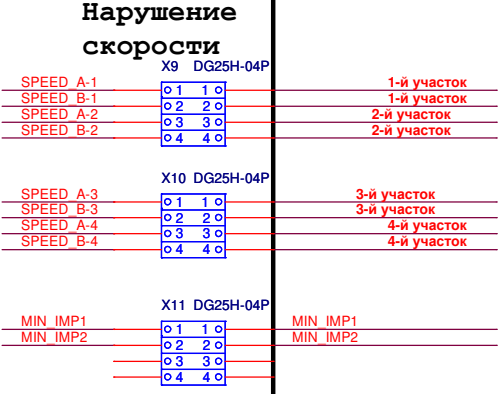 Нарушение
скорости
X9 DG25H-04P
SPEED_A-1 1 1 1-й участок
SPEED_B-1 2 2 1-й участок
SPEED_A-2 3 3 2-й участок
SPEED_B-2 4 4 2-й участок
X10 DG25H-04P
SPEED_A-3 1 1 3-й участок
SPEED_B-3 2 2 3-й участок
SPEED_A-4 3 3 4-й участок
SPEED_B-4 4 4 4-й участок
X11 DG25H-04P
MIN_IMP1 1 1 MIN_IMP1
MIN_IMP2 2 2 MIN_IMP2
3 3
4 4